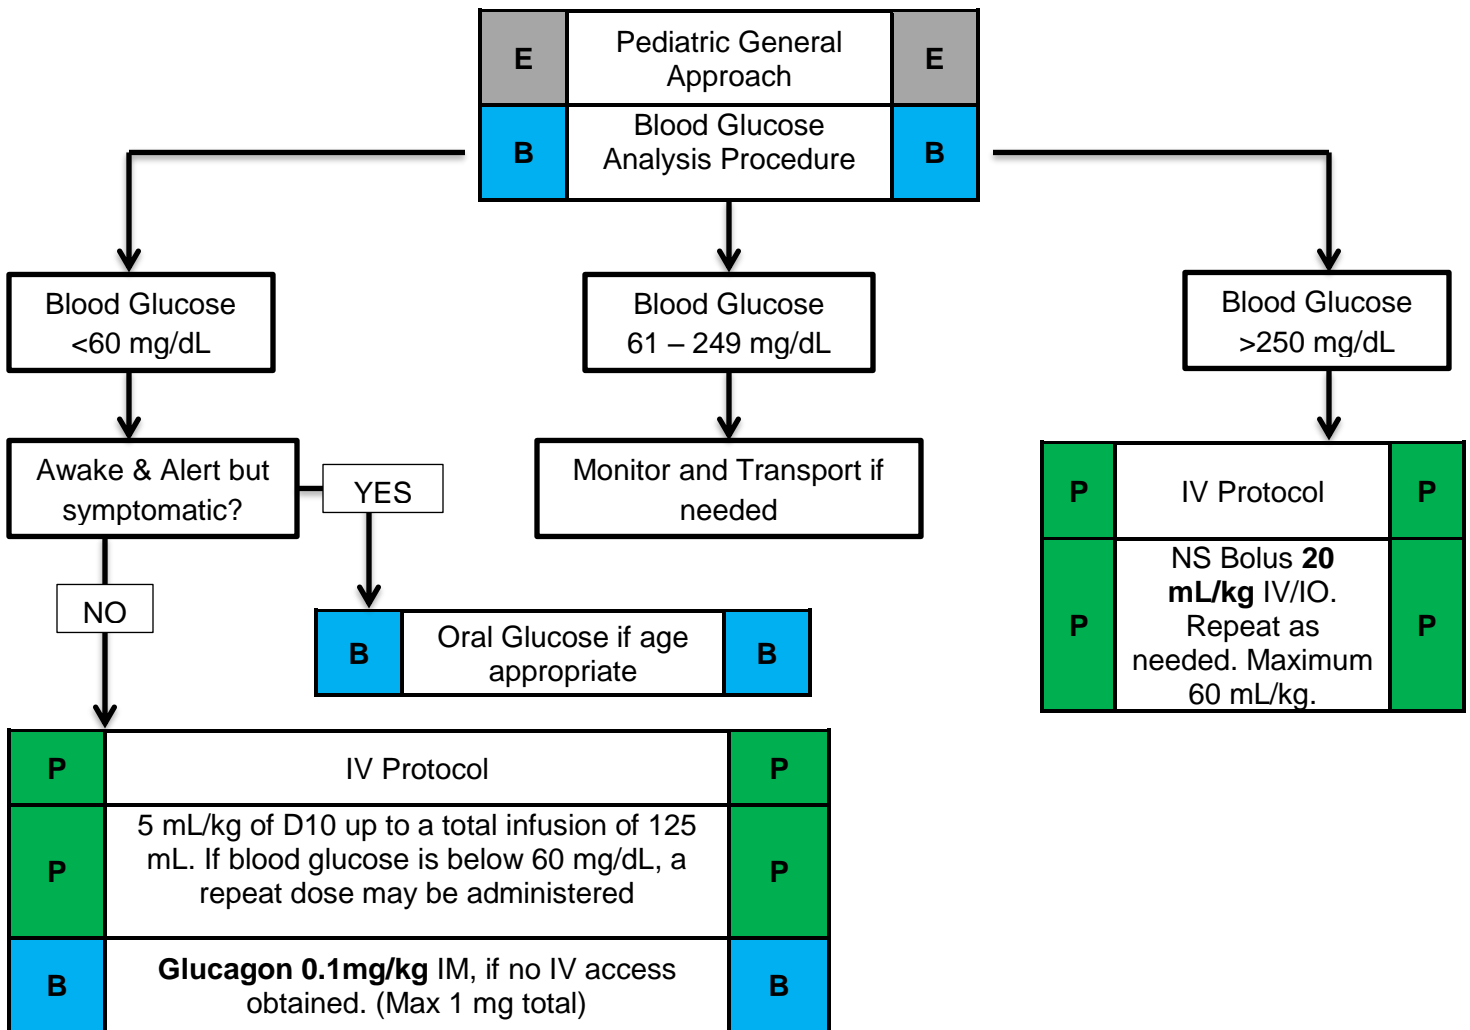 E
Pediatric General
Approach
E
B
Blood Glucose
Analysis Procedure
B
Blood Glucose
<60 mg/dL
Blood Glucose
61 – 249 mg/dL
Blood Glucose
>250 mg/dL
Awake & Alert but
symptomatic?
YES
NO
Monitor and Transport if
needed
B
Oral Glucose if age
appropriate
B
P
IV Protocol
P
P
NS Bolus 20
mL/kg IV/IO.
Repeat as
needed. Maximum
60 mL/kg.
P
P
IV Protocol
P
P
5 mL/kg of D10 up to a total infusion of 125
mL. If blood glucose is below 60 mg/dL, a
repeat dose may be administered
P
B
Glucagon 0.1mg/kg IM, if no IV access
obtained. (Max 1 mg total)
B